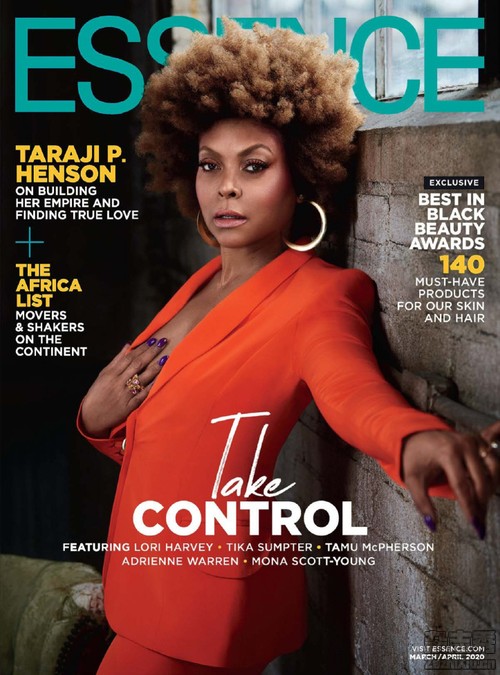 ESSENCE
TARAJI P.
HENSON
ON BUILDING
HER EMPIRE AND
FINDING TRUE LOVE
+
THE
AFRICA
LIST
MOVERS
& SHAKERS
ON THE
CONTINENT
EXCLUSIVE
BEST IN
BLACK
BEAUTY
AWARDS
140
MUST-HAVE
PRODUCTS
FOR OUR SKIN
AND HAIR
Take
CONTROL
FEATURING LORI HARVEY • TIKA SUMPTER • TAMU McPHERSON
ADRIENNE WARREN • MONA SCOTT-YOUNG
VISIT ESSENCE.COM
MARCH/APRIL 2020